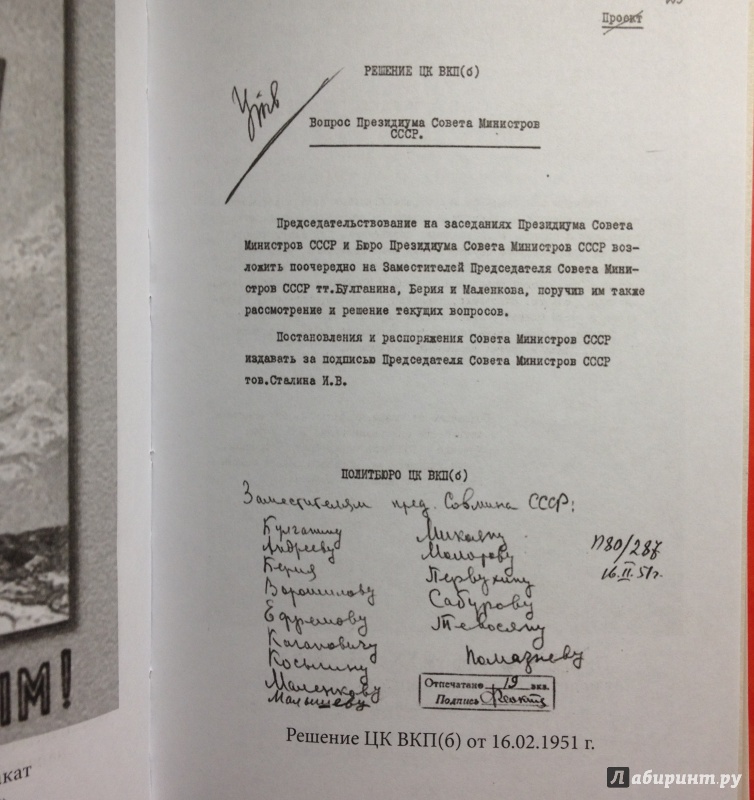 Проект
РЕШЕНИЕ ЦК ВКП(б)
Вопрос Президиума Совета Министров
СССР.
Председательствование на заседаниях Президиума Совета
Министров СССР и Бюро Президиума Совета Министров СССР воз-
ложить поочередно на Заместителей Председателя Совета Мини-
стров СССР тт.Булганина, Берия и Маленкова, поручив им также
рассмотрение и решение текущих вопросов.
Постановления и распоряжения Совета Министров СССР
издавать за подписью Председателя Совета Министров СССР
тов.Сталина И.В.
ПОЛИТБЮРО ЦК ВКП(б)
Заместителям пред. Совмина СССР:
Булганину Микояну
Андрееву Молотову
Берия Первухину
Ворошилову Сабурову
Ефремову Тевосяну
Кагановичу Помазневу
Косыгину
Маленкову
Малышеву
П80/287
16.II.51г.
Отпечатано 19 экз.
Подпись
Решение ЦК ВКП(б) от 16.02.1951 г.
ЫМ!
акат
Лабиринт.ру